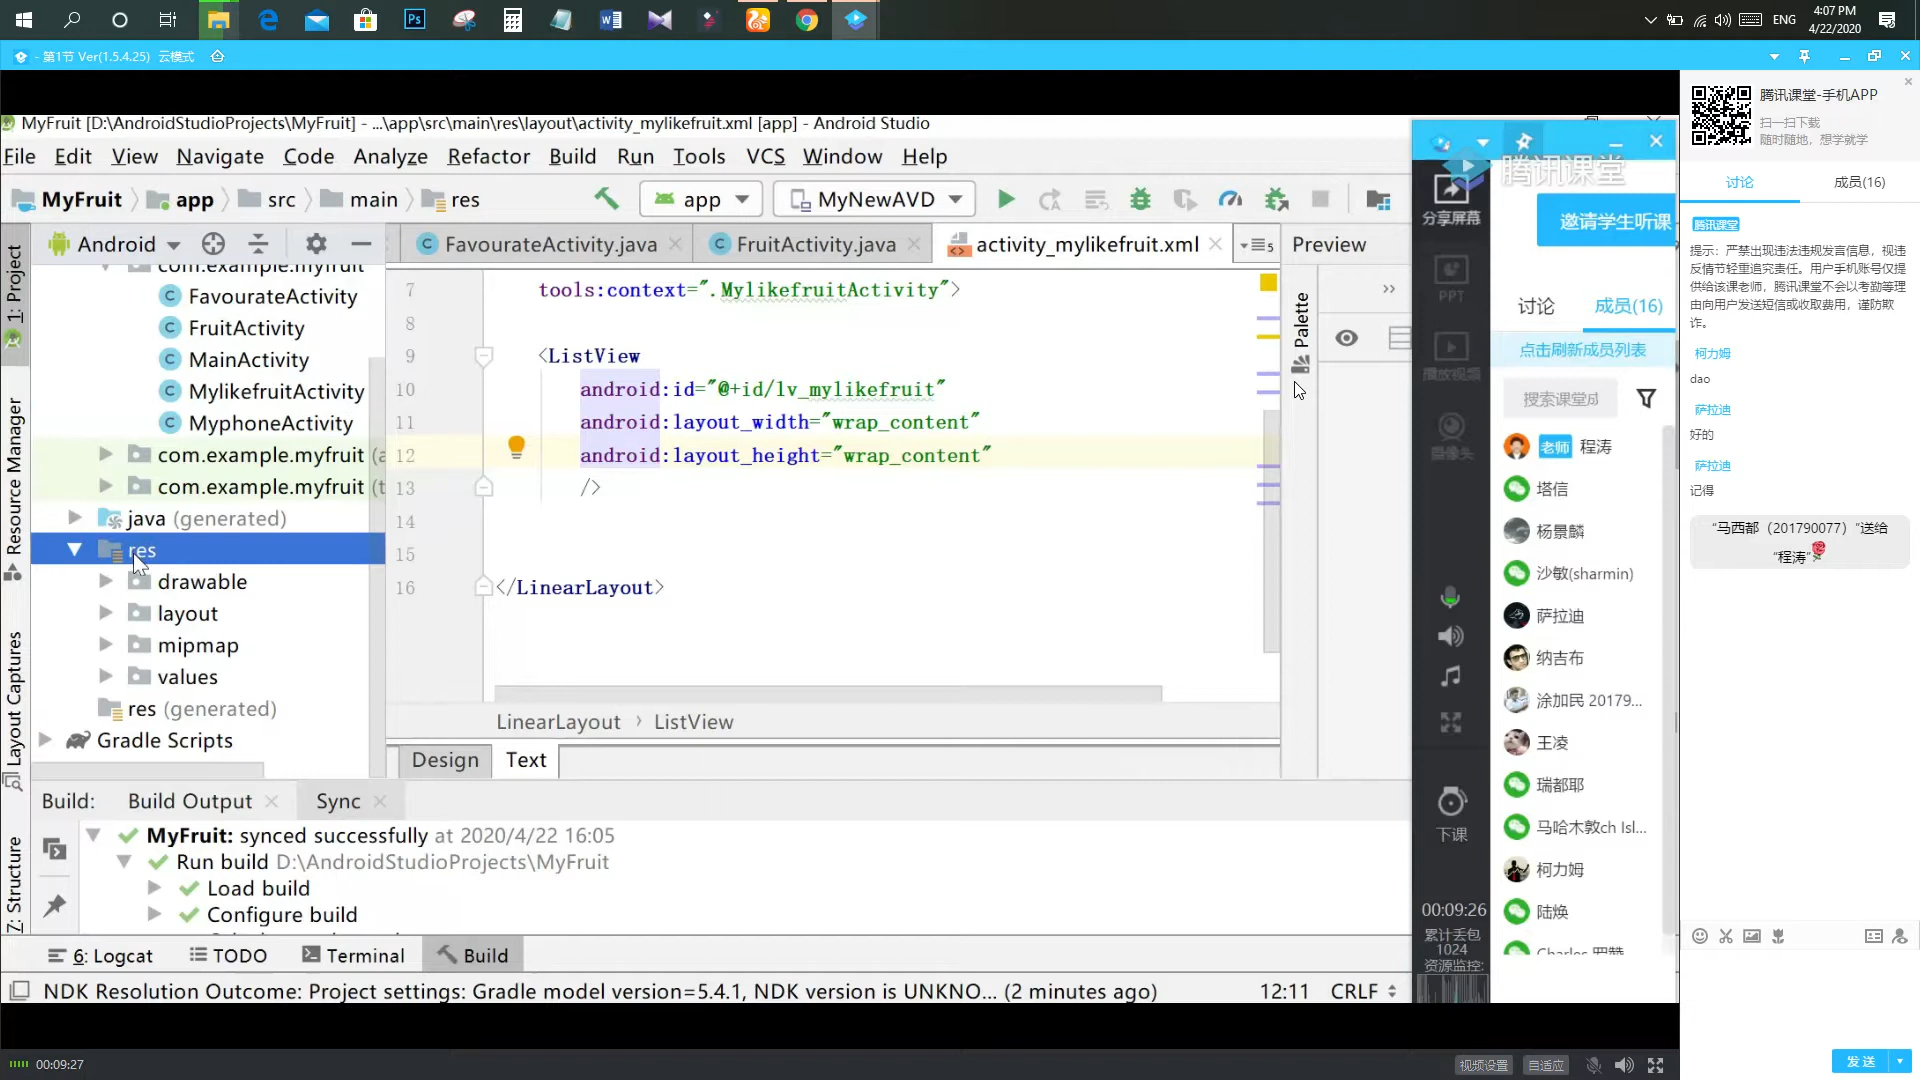 ENG
4:07 PM
4/22/2020
- 第1节 Ver(1.5.4.25) 云模式
MyFruit [D:\AndroidStudioProjects\MyFruit] - ...\app\src\main\res\layout\activity_mylikefruit.xml [app] - Android Studio
File Edit View Navigate Code Analyze Refactor Build Run Tools VCS Window Help
MyFruit app src main res
app
MyNewAVD
Android
FavourateActivity.java
FruitActivity.java
activity_mylikefruit.xml
Preview
1: Project
Resource Manager
Layout Captures
Z: Structure
com.example.myfruit
FavourateActivity
FruitActivity
MainActivity
MylikefruitActivity
MyphoneActivity
com.example.myfruit (a
com.example.myfruit (t
java (generated)
res
drawable
layout
mipmap
values
res (generated)
Gradle Scripts
7 tools:context=".MylikefruitActivity">
8
9 <ListView
10 android:id="@+id/lv_mylikefruit"
11 android:layout_width="wrap_content"
12 android:layout_height="wrap_content"
13 />
14
15
16 </LinearLayout>
LinearLayout › ListView
Design Text
Palette
Build: Build Output Sync
MyFruit: synced successfully at 2020/4/22 16:05
Run build D:\AndroidStudioProjects\MyFruit
Load build
Configure build
6: Logcat TODO Terminal Build
NDK Resolution Outcome: Project settings: Gradle model version=5.4.1, NDK version is UNKNO... (2 minutes ago)
12:11 CRLF
腾讯课堂
分享屏幕
邀请学生听课
PPT
播放视频
摄像头
讨论 成员(16)
点击刷新成员列表
搜索课堂成
老师 程涛
塔信
杨景麟
沙敏(sharmin)
萨拉迪
纳吉布
涂加民 20179...
王凌
瑞都耶
马哈木敦ch Isl...
柯力姆
陆焕
下课
00:09:26
累计丢包
1024
资源监控:
腾讯课堂-手机APP
扫一扫下载
随时随地，想学就学
讨论 成员(16)
腾讯课堂
提示：严禁出现违法违规发言信息，视违
反情节轻重追究责任。用户手机账号仅提
供给该课老师，腾讯课堂不会以考勤等理
由向用户发送短信或收取费用，谨防欺
诈。
柯力姆
dao
萨拉迪
好的
萨拉迪
记得
“马西都（201790077）”送给
“程涛”
发送
00:09:27
视频设置
自适应